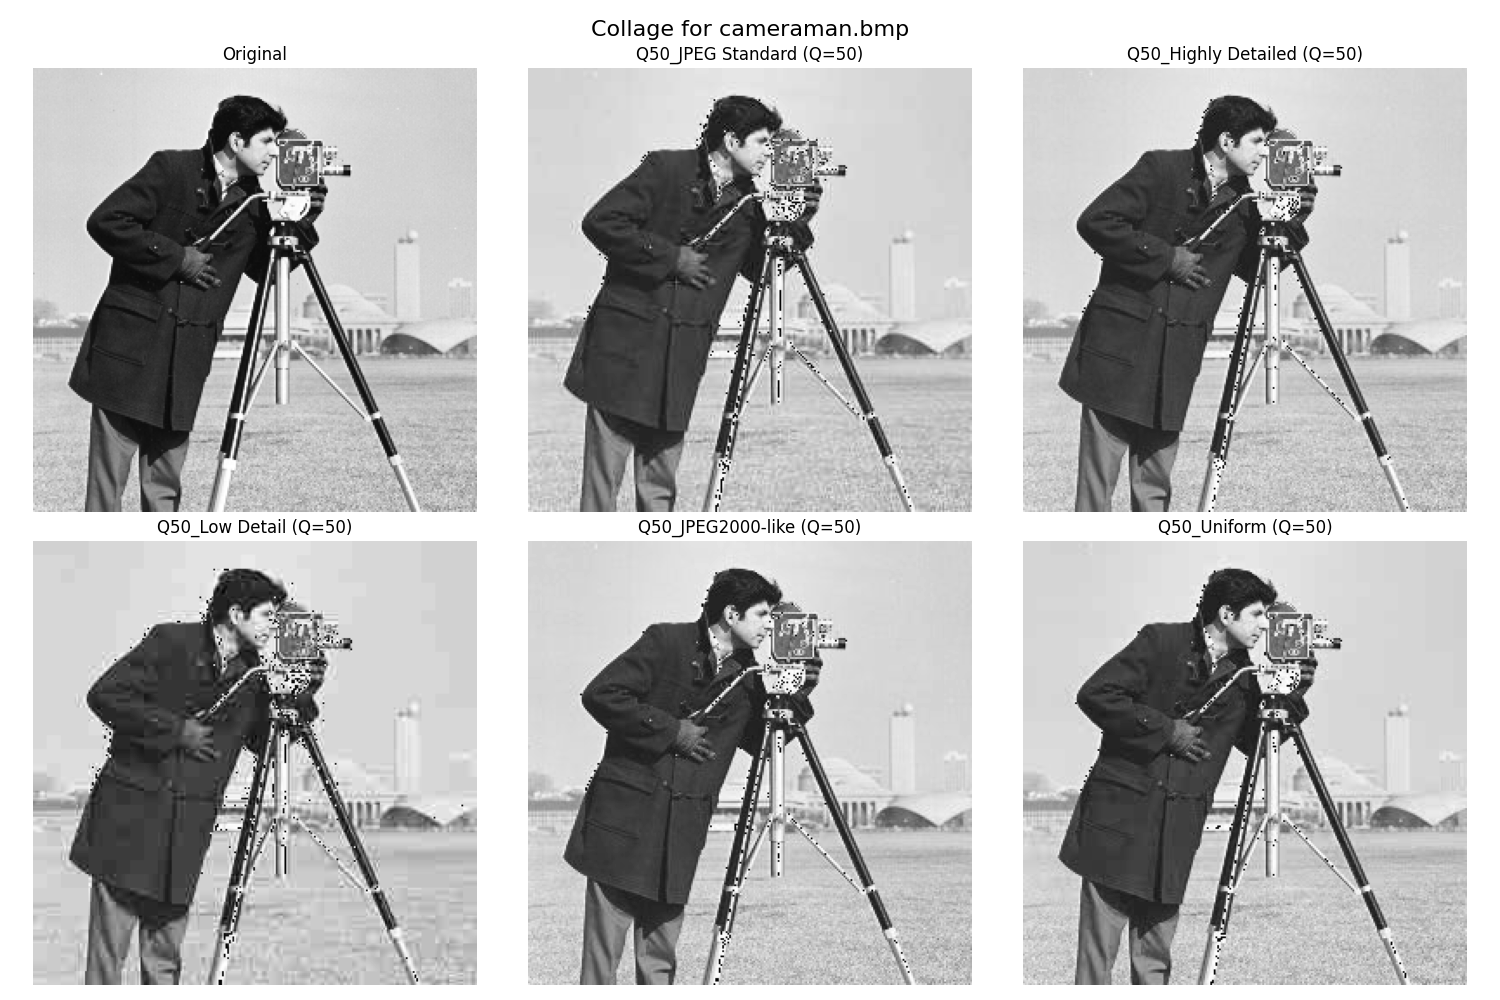 Collage for cameraman.bmp
Original
Q50_JPEG Standard (Q=50)
Q50_Highly Detailed (Q=50)
Q50_Low Detail (Q=50)
Q50_JPEG2000-like (Q=50)
Q50_Uniform (Q=50)